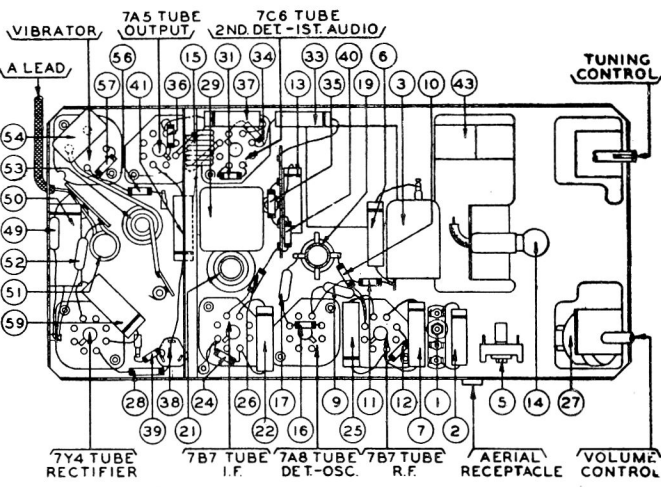 7A5 TUBE
OUTPUT
7C6 TUBE
2ND. DET.-1ST. AUDIO
VIBRATOR
A LEAD
56
57
41
36
15
29
31
37
34
13
33
35
40
19
6
3
10
43
TUNING
CONTROL
54
53
50
49
52
51
59
28
39
38
21
24
26
22
17
16
9
25
11
12
7
1
2
5
14
27
7Y4 TUBE
RECTIFIER
7B7 TUBE
I.F.
7A8 TUBE
DET.-OSC.
7B7 TUBE
R.F.
AERIAL
RECEPTACLE
VOLUME
CONTROL